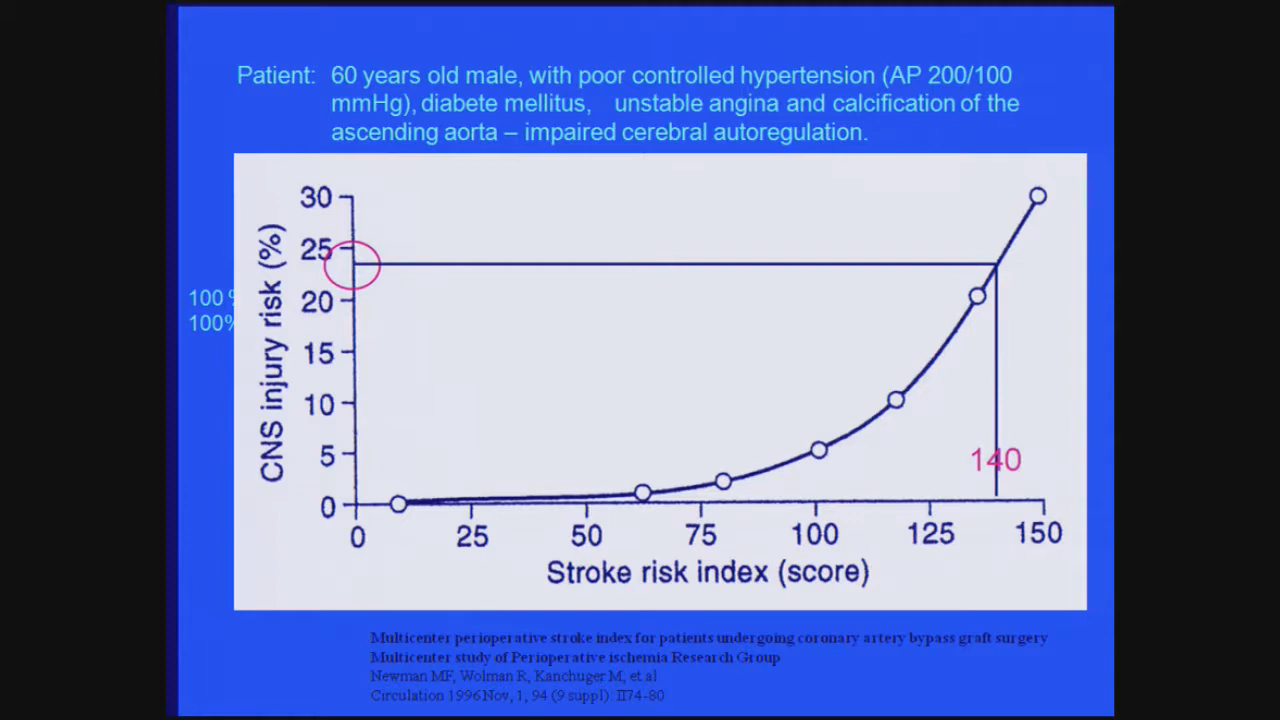 Patient: 60 years old male, with poor controlled hypertension (AP 200/100
mmHg), diabete mellitus, unstable angina and calcification of the
ascending aorta – impaired cerebral autoregulation.
30
25
20
15
10
5
0
CNS injury risk (%)
100 %
100%
140
0 25 50 75 100 125 150
Stroke risk index (score)
Multicenter perioperative stroke index for patients undergoing coronary artery bypass graft surgery
Multicenter study of Perioperative ischemia Research Group
Newman MF, Wolman R, Kanchuger M, et al
Circulation 1996 Nov, 1, 94 (9 suppl): II74-80